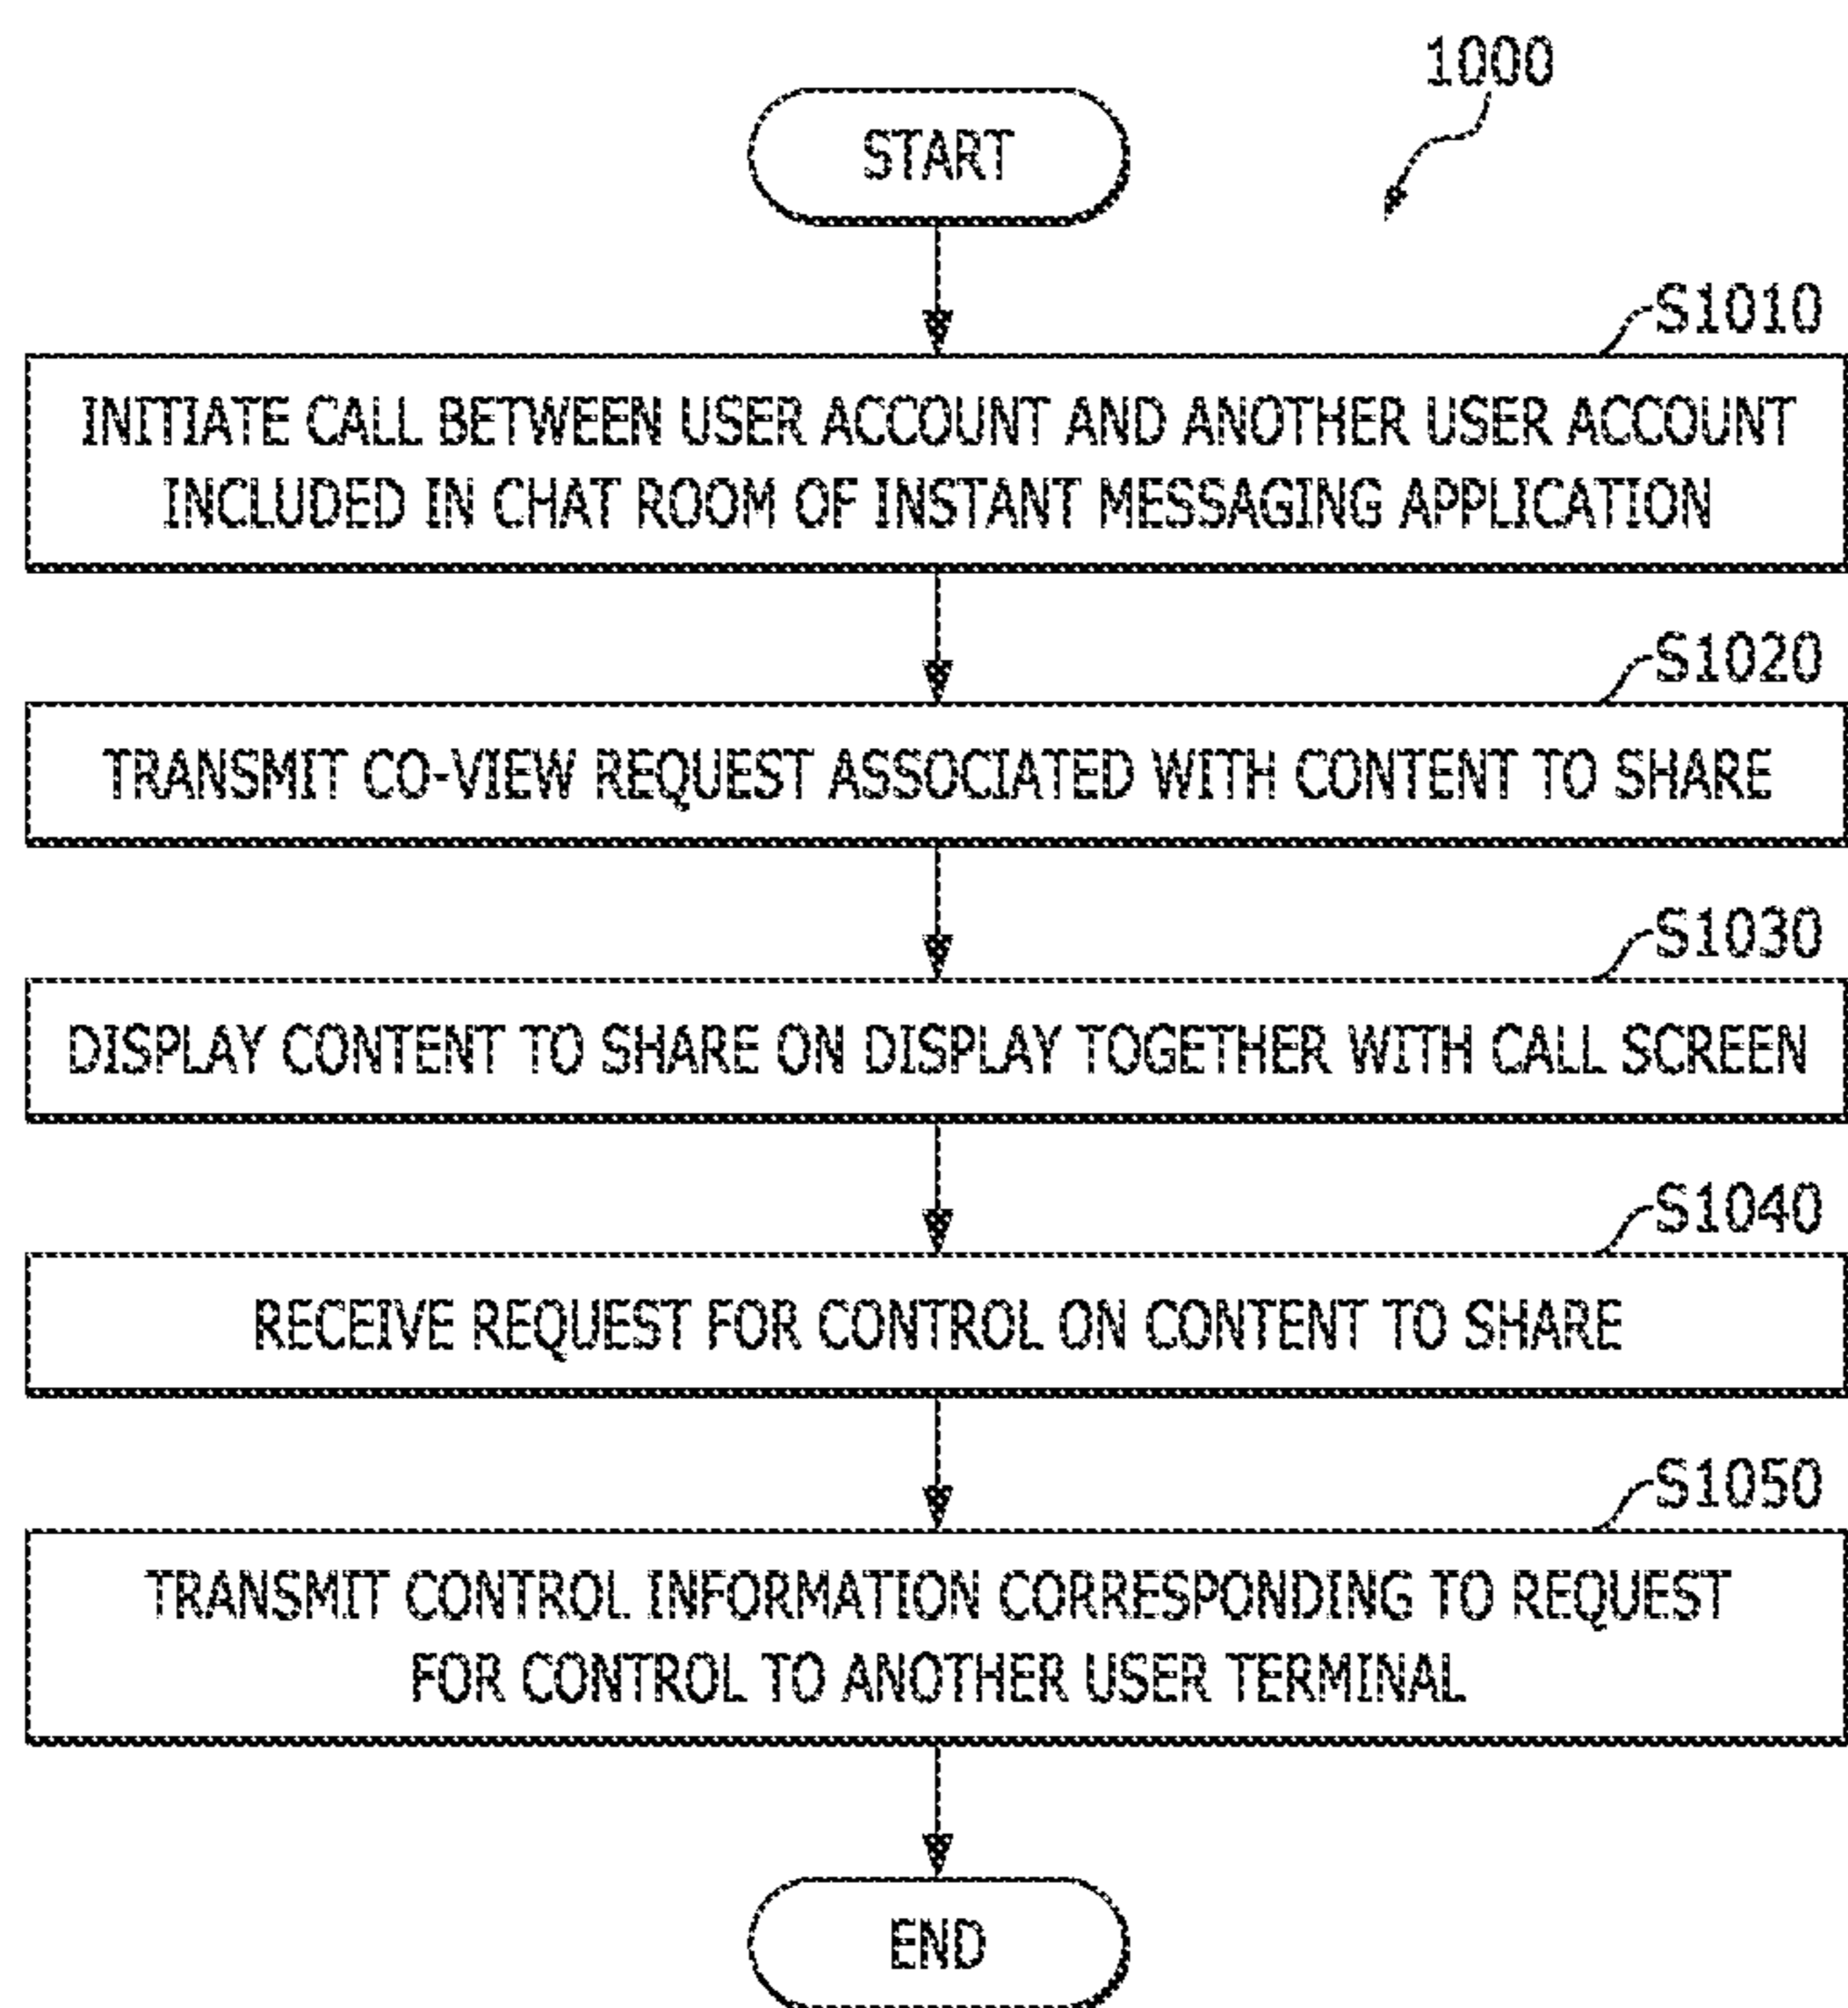 1000
START
S1010
INITIATE CALL BETWEEN USER ACCOUNT AND ANOTHER USER ACCOUNT
INCLUDED IN CHAT ROOM OF INSTANT MESSAGING APPLICATION
S1020
TRANSMIT CO-VIEW REQUEST ASSOCIATED WITH CONTENT TO SHARE
S1030
DISPLAY CONTENT TO SHARE ON DISPLAY TOGETHER WITH CALL SCREEN
S1040
RECEIVE REQUEST FOR CONTROL ON CONTENT TO SHARE
S1050
TRANSMIT CONTROL INFORMATION CORRESPONDING TO REQUEST
FOR CONTROL TO ANOTHER USER TERMINAL
END